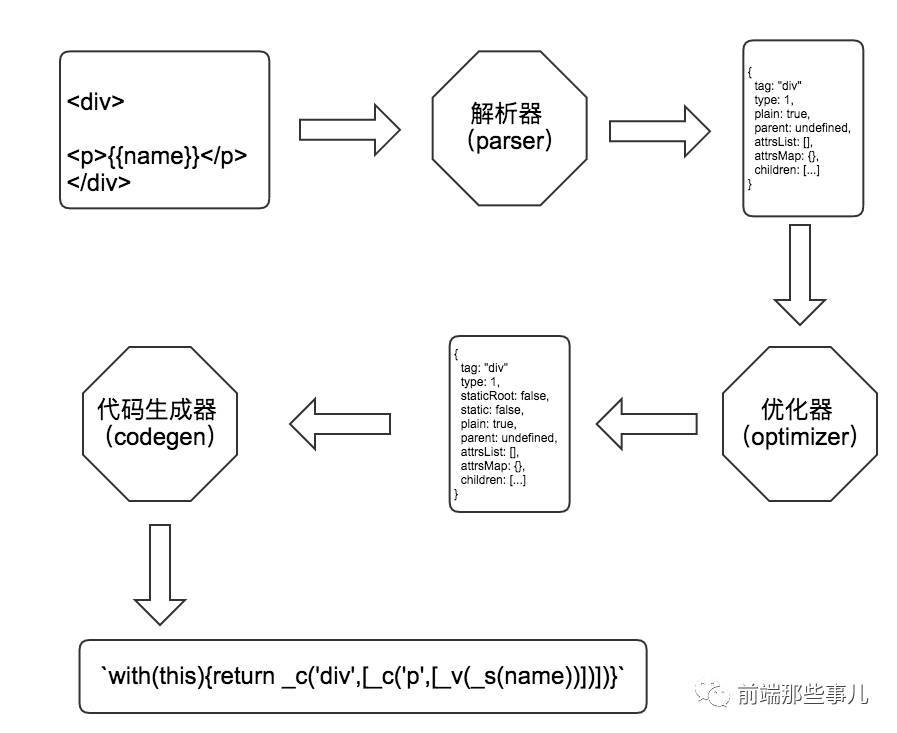 <div>
<p>{{name}}</p>
</div>
解析器
（parser）
{
tag: "div"
type: 1,
plain: true,
parent: undefined,
attrsList: [],
attrsMap: {},
children: [...]
}
代码生成器
（codegen）
{
tag: "div"
type: 1,
staticRoot: false,
static: false,
plain: true,
parent: undefined,
attrsList: [],
attrsMap: {},
children: [...]
}
优化器
（optimizer）
`with(this){return _c('div',[_c('p',[_v(_s(name))])])}`
前端那些事儿